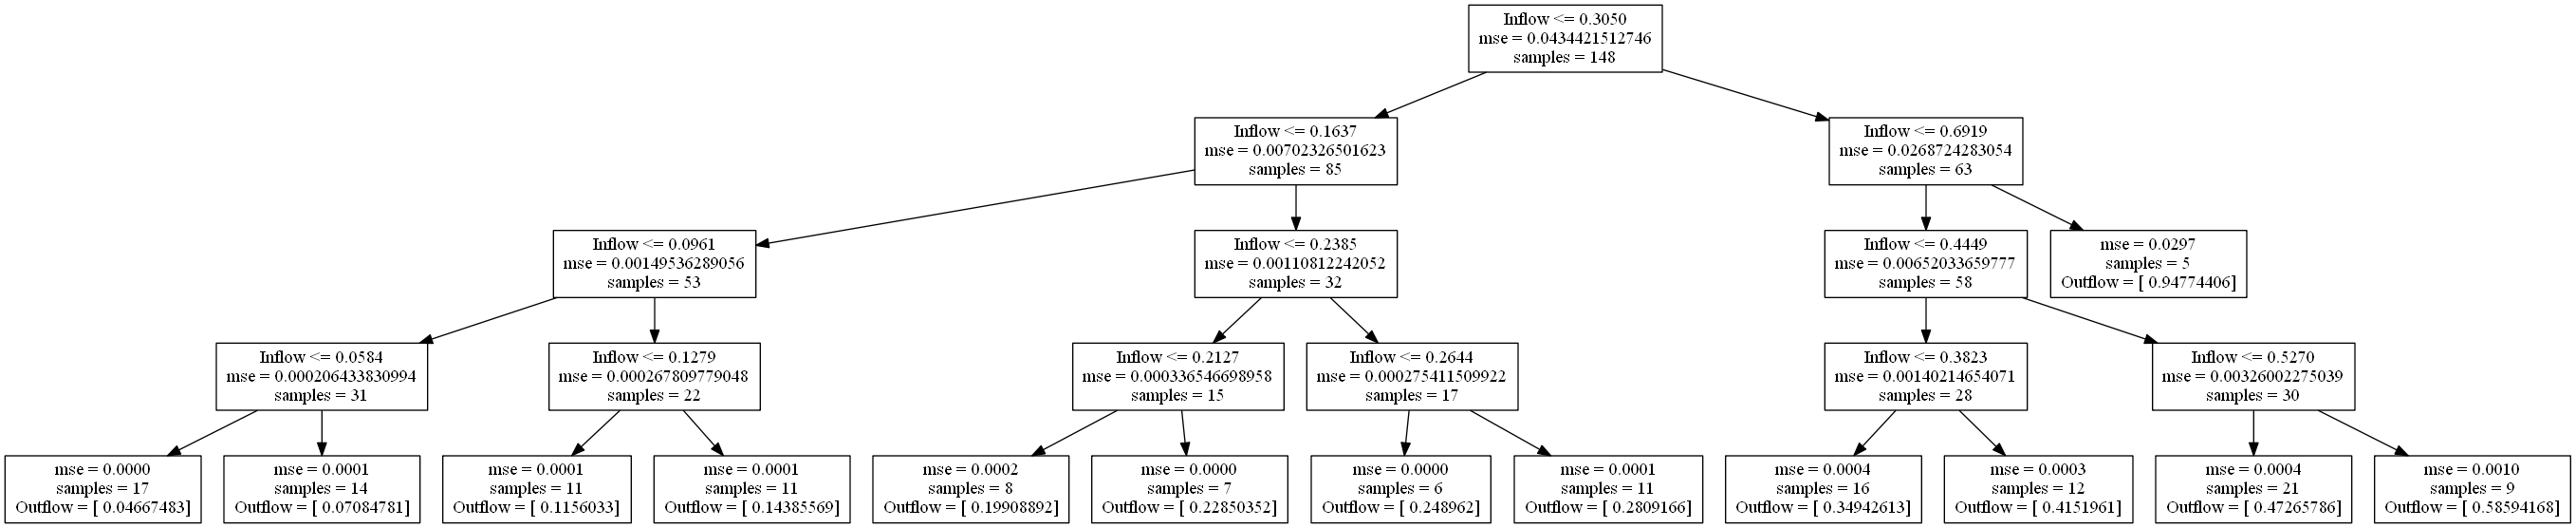 Inflow <= 0.3050
mse = 0.0434421512746
samples = 148
Inflow <= 0.1637
mse = 0.00702326501623
samples = 85
Inflow <= 0.6919
mse = 0.0268724283054
samples = 63
Inflow <= 0.0961
mse = 0.00149536289056
samples = 53
Inflow <= 0.2385
mse = 0.00110812242052
samples = 32
Inflow <= 0.4449
mse = 0.00652033659777
samples = 58
mse = 0.0297
samples = 5
Outflow = [ 0.94774406]
Inflow <= 0.0584
mse = 0.000206433830994
samples = 31
Inflow <= 0.1279
mse = 0.000267809779048
samples = 22
Inflow <= 0.2127
mse = 0.000336546698958
samples = 15
Inflow <= 0.2644
mse = 0.000275411509922
samples = 17
Inflow <= 0.3823
mse = 0.00140214654071
samples = 28
Inflow <= 0.5270
mse = 0.00326002275039
samples = 30
mse = 0.0000
samples = 17
Outflow = [ 0.04667483]
mse = 0.0001
samples = 14
Outflow = [ 0.07084781]
mse = 0.0001
samples = 11
Outflow = [ 0.1156033]
mse = 0.0001
samples = 11
Outflow = [ 0.14385569]
mse = 0.0002
samples = 8
Outflow = [ 0.19908892]
mse = 0.0000
samples = 7
Outflow = [ 0.22850352]
mse = 0.0000
samples = 6
Outflow = [ 0.248962]
mse = 0.0001
samples = 11
Outflow = [ 0.2809166]
mse = 0.0004
samples = 16
Outflow = [ 0.34942613]
mse = 0.0003
samples = 12
Outflow = [ 0.4151961]
mse = 0.0004
samples = 21
Outflow = [ 0.47265786]
mse = 0.0010
samples = 9
Outflow = [ 0.58594168]